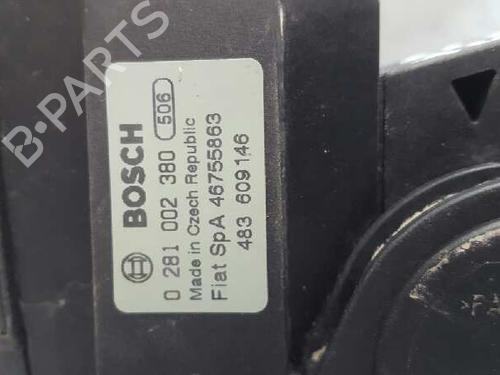 BOSCH
0 281 002 380 506
Made in Czech Republic
Fiat SpA 46755863
483 609146
B-PARTS